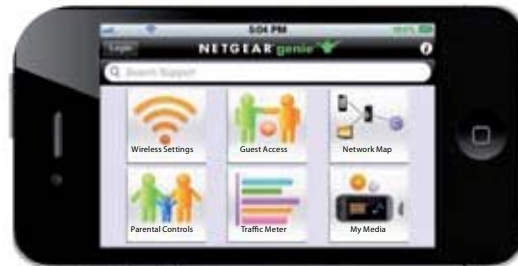 5:04 PM
Login NETGEAR genie
Search Support
Wireless Settings Guest Access Network Map
Parental Controls Traffic Meter My Media